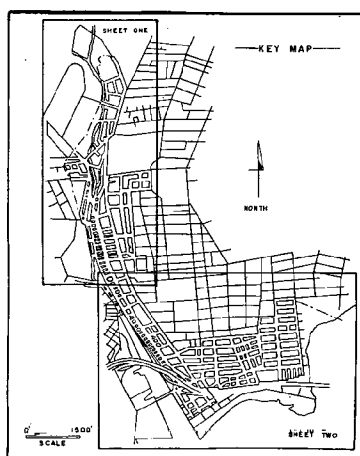 SHEET ONE
KEY MAP
NORTH
0' 1500'
SCALE
SHEET TWO